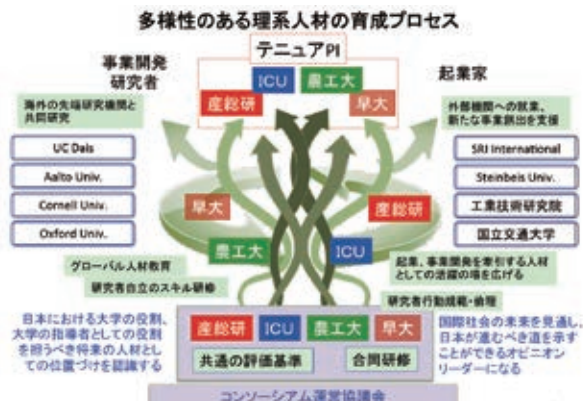 多様性のある理系人材の育成プロセス
テニュアPI
事業開発
研究者
ICU
農工大
起業家
産総研
早大
海外の先端研究機関と
共同研究
外部機関への就業、
新たな事業創出を支援
UC Dais
Aalto Univ.
Cornell Univ.
Oxford Univ.
SRI International
Steinbeis Univ.
工業技術研究院
国立交通大学
早大
産総研
農工大
ICU
グローバル人材教育
研究者自立のスキル研修
起業、事業開発を牽引する人材
としての活躍の場を広げる
研究者行動規範・倫理
日本における大学の役割、
大学の指導者としての役割
を担うべき将来の人材とし
ての位置づけを認識する
産総研
ICU
農工大
早大
共通の評価基準
合同研修
国際社会の未来を見通し、
日本が進むべき道を示す
ことができるオピニオン
リーダーになる
コンソーシアム運営協議会